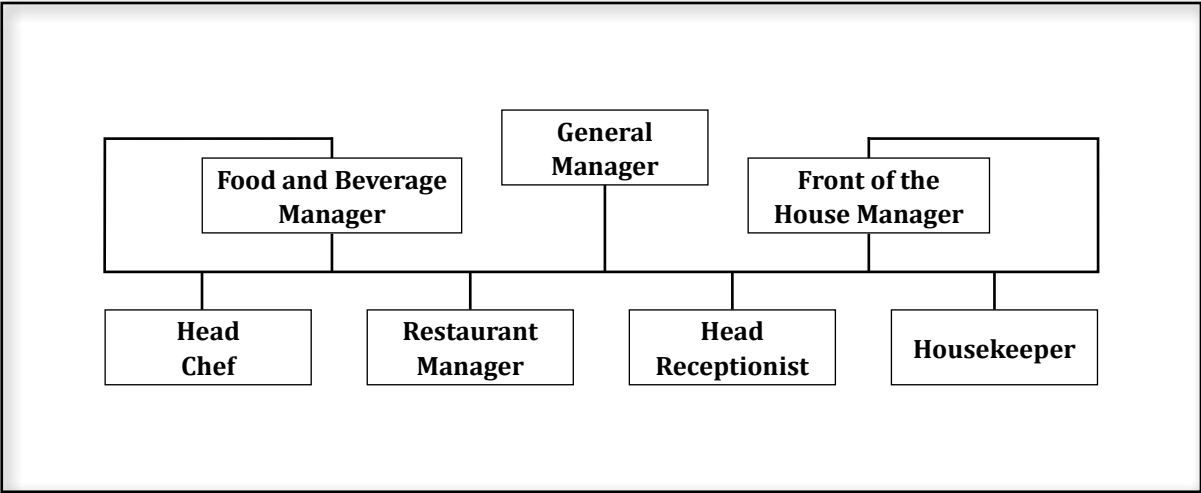 General
Manager
Food and Beverage
Manager
Front of the
House Manager
Head
Chef
Restaurant
Manager
Head
Receptionist
Housekeeper